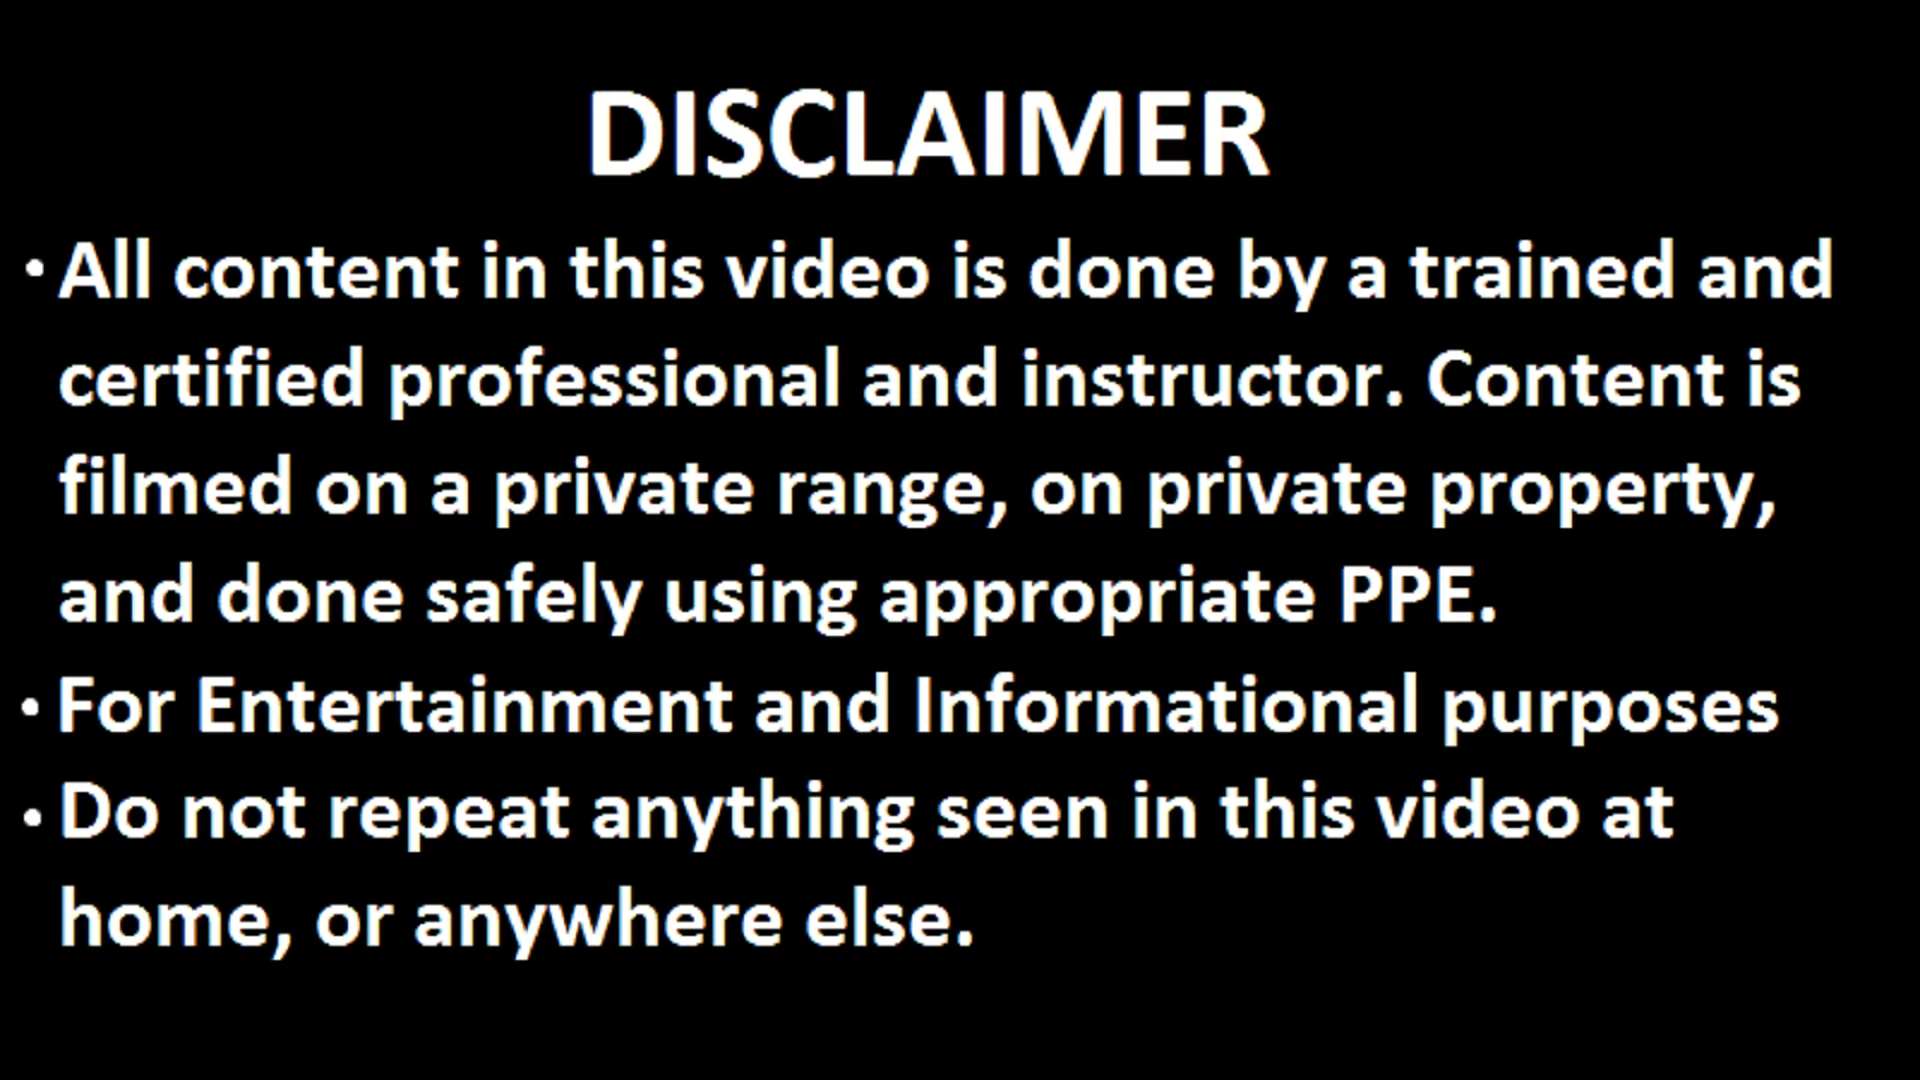 DISCLAIMER
• All content in this video is done by a trained and
certified professional and instructor. Content is
filmed on a private range, on private property,
and done safely using appropriate PPE.
• For Entertainment and Informational purposes
• Do not repeat anything seen in this video at
home, or anywhere else.